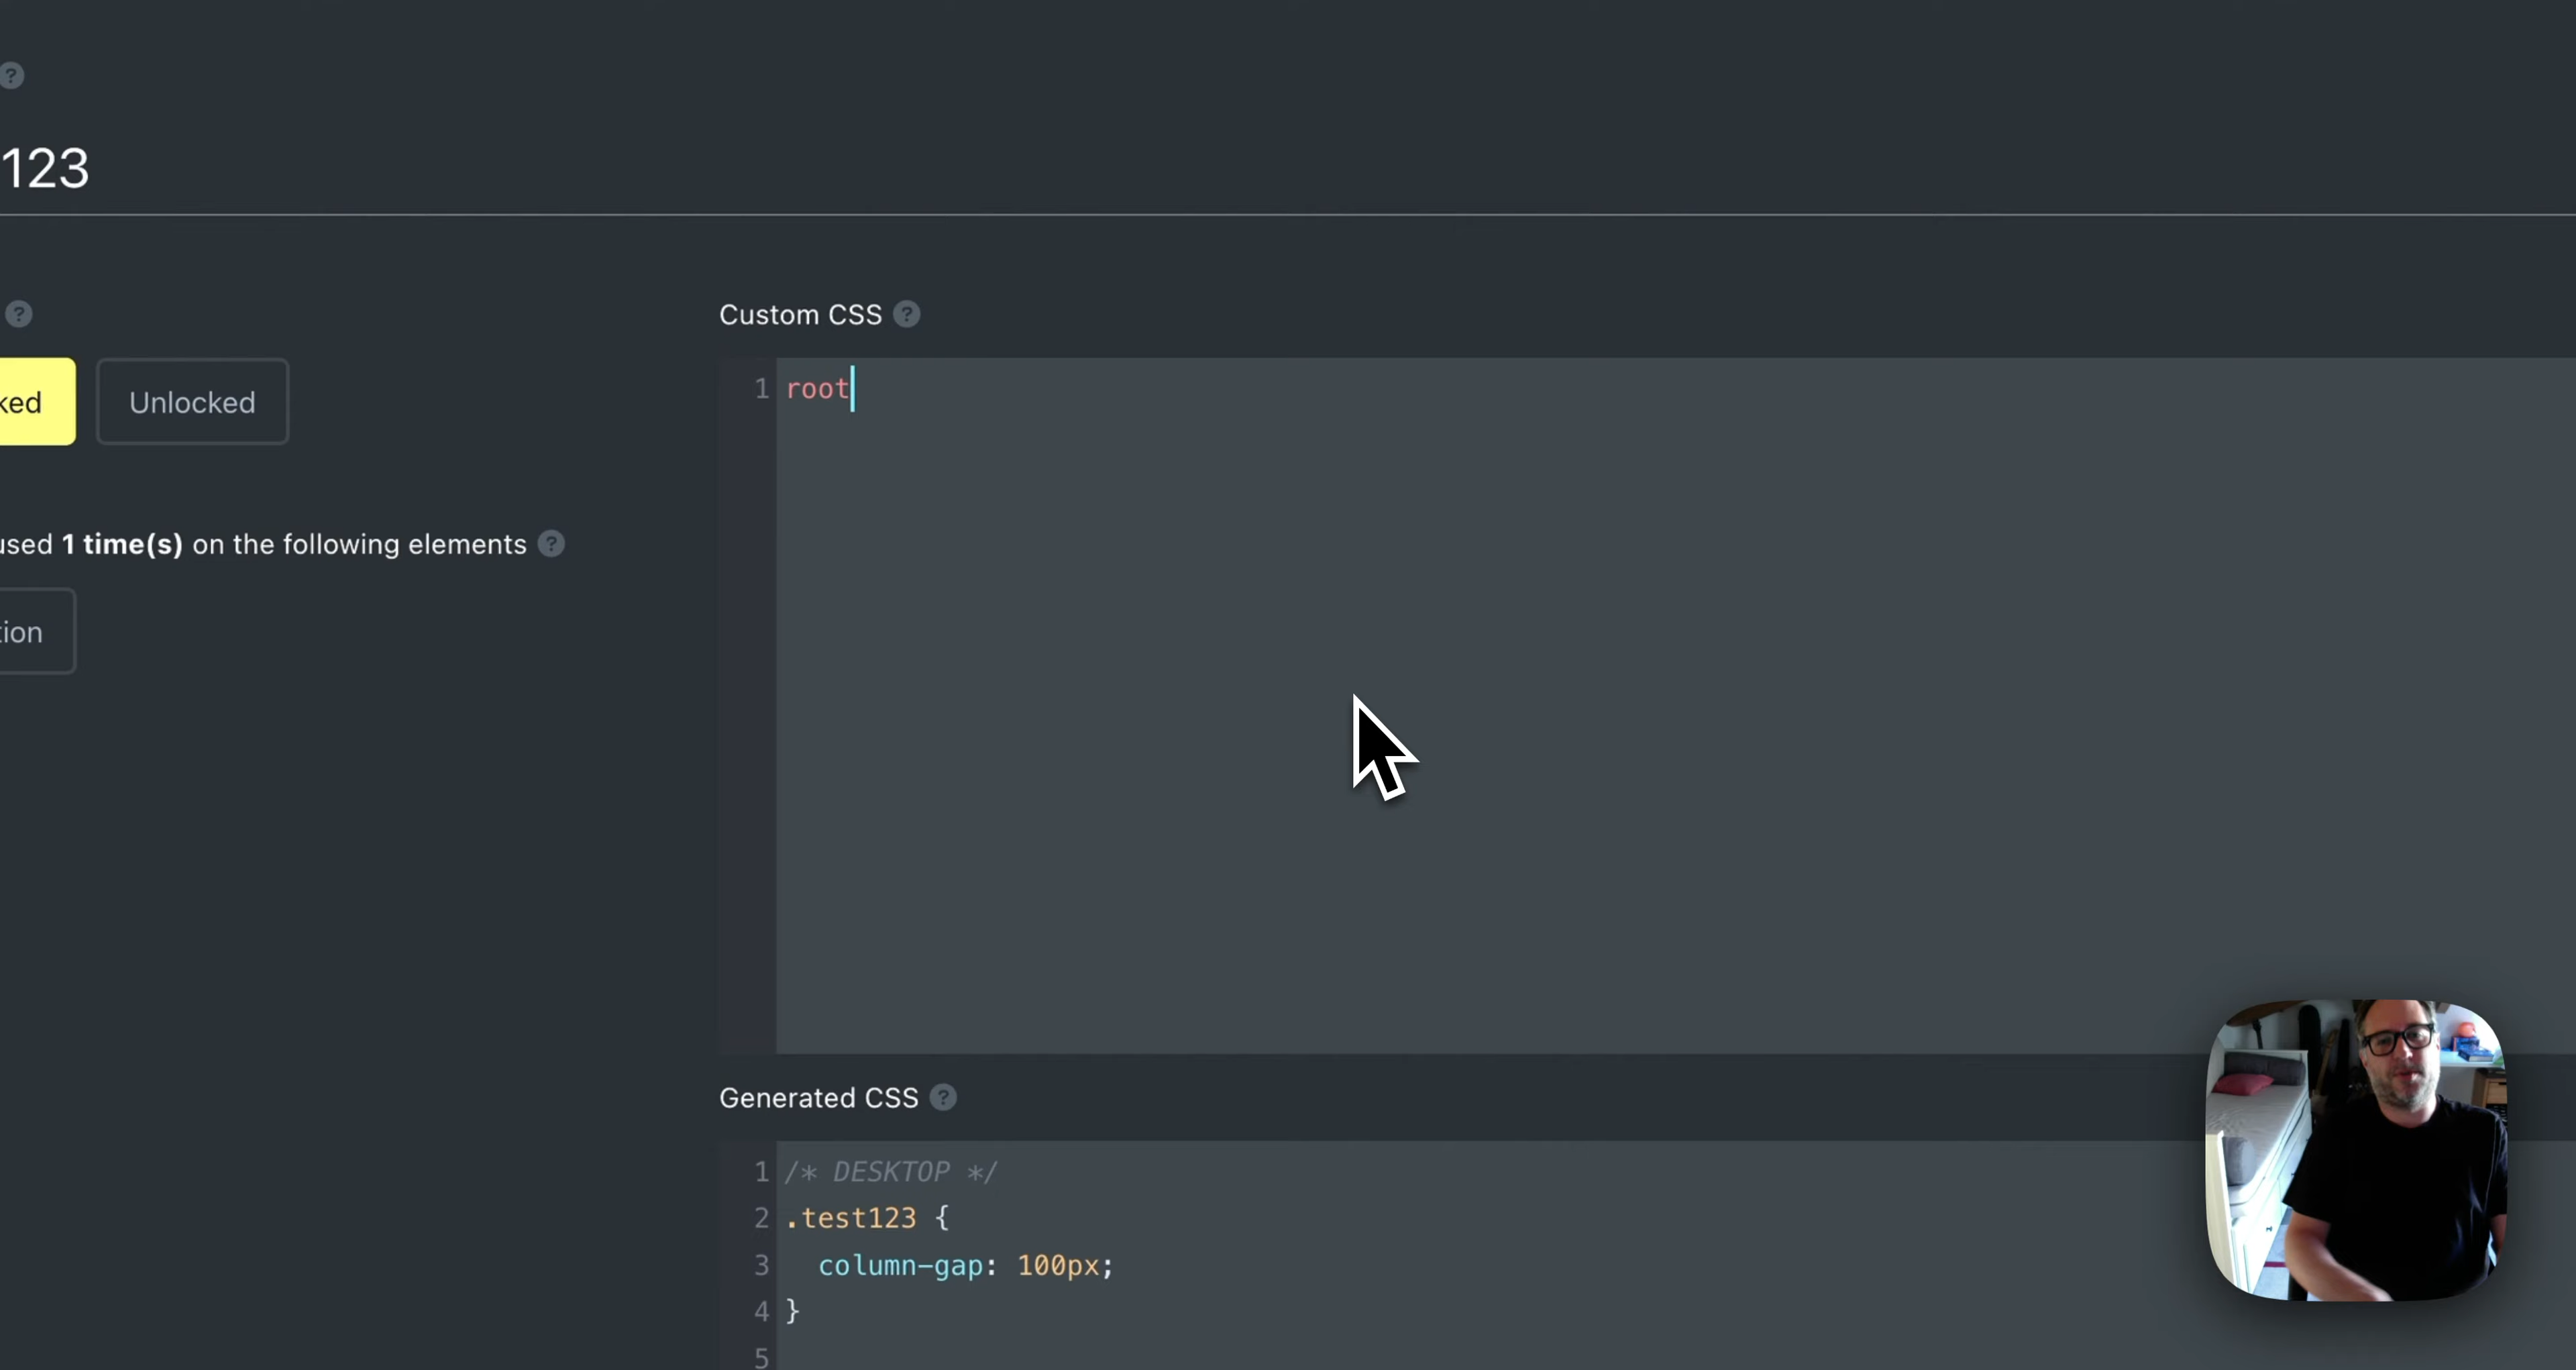 ?
123
?
Custom CSS ?
1 root
ked
Unlocked
used 1 time(s) on the following elements ?
tion
Generated CSS ?
1 /* DESKTOP */
2 .test123 {
3 column-gap: 100px;
4 }
5